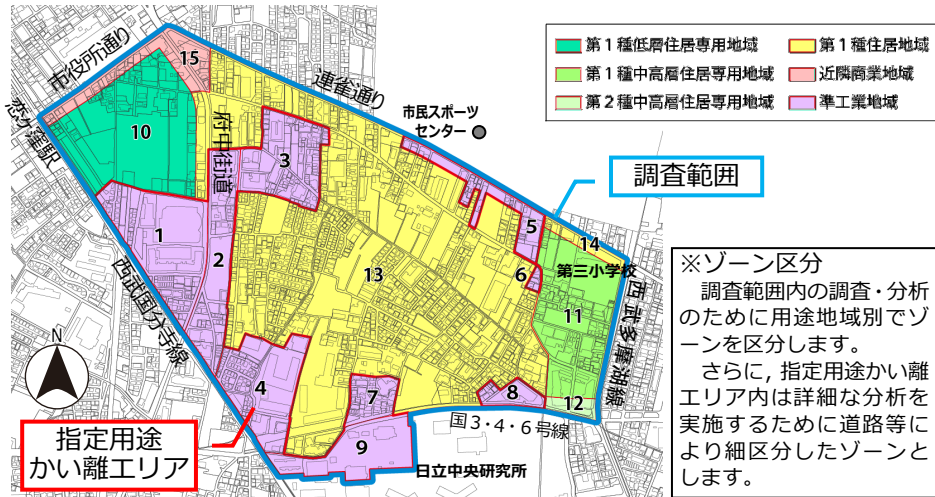 第1種低層住居専用地域
第1種中高層住居専用地域
第2種中高層住居専用地域
第1種住居地域
近隣商業地域
準工業地域
市役所通り
15
連雀通り
市民スポーツ
センター
恋ヶ窪駅
10
府中街道
3
調査範囲
1
2
5
14
13
6
第三小学校
11
西武国分寺線
西武多摩湖線
N
4
7
8
12
国3・4・6号線
9
日立中央研究所
指定用途
かい離エリア
※ゾーン区分
調査範囲内の調査・分析
のために用途地域別でゾ
ーンを区分します。
さらに，指定用途かい離
エリア内は詳細な分析を
実施するために道路等に
より細区分したゾーンと
します。